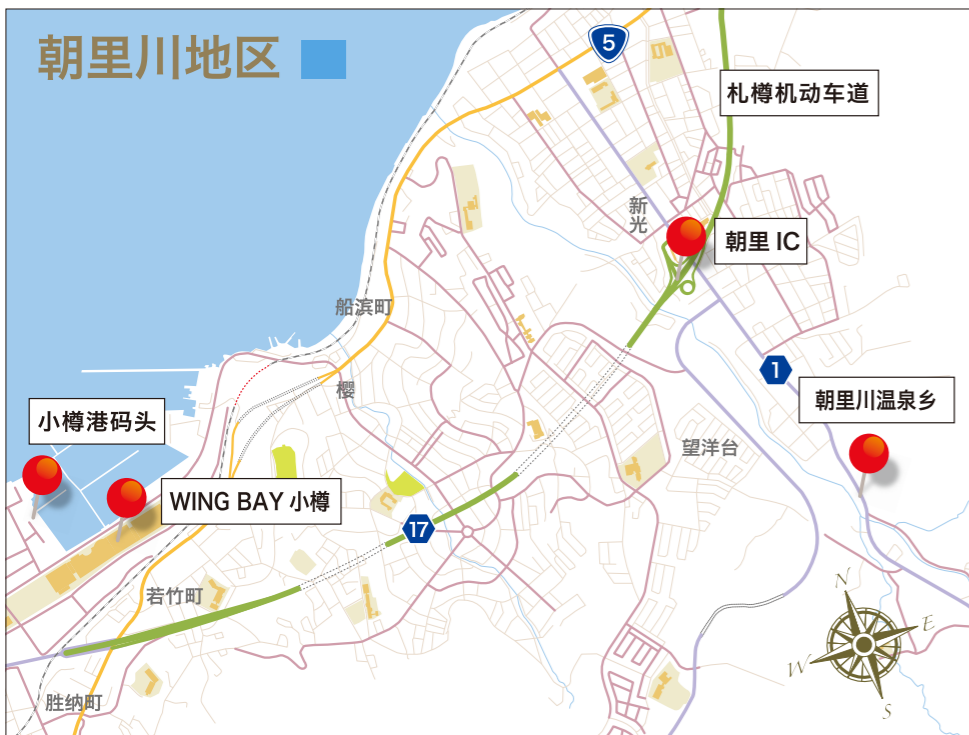 朝里川地区
5
札樽机动车道
新光
朝里 IC
船滨町
樱
1
小樽港码头
朝里川温泉乡
望洋台
WING BAY 小樽
17
若竹町
胜纳町
N
E
W
S